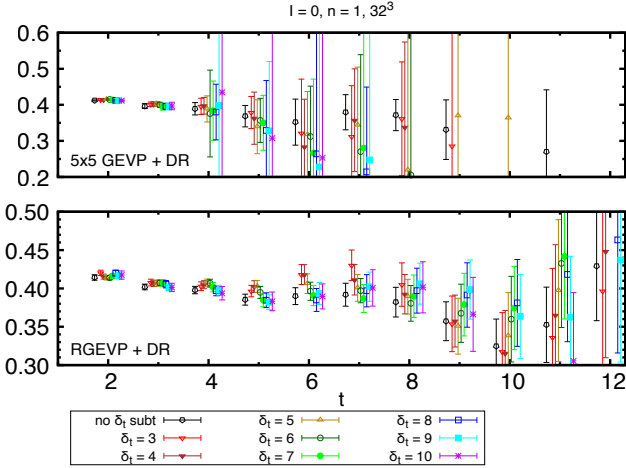 I = 0, n = 1, 32³
0.6
0.5
0.4
0.3
0.2
5x5 GEVP + DR
0.50
0.45
0.40
0.35
0.30
RGEVP + DR
2 4 6 8 10 12
t
no δt subt
δt = 3
δt = 4
δt = 5
δt = 6
δt = 7
δt = 8
δt = 9
δt = 10